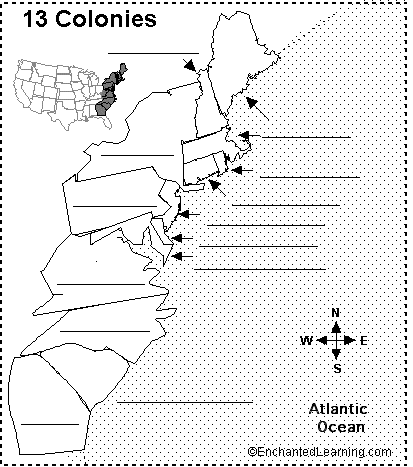 13 Colonies
N
W E
S
Atlantic
Ocean
©EnchantedLearning.com